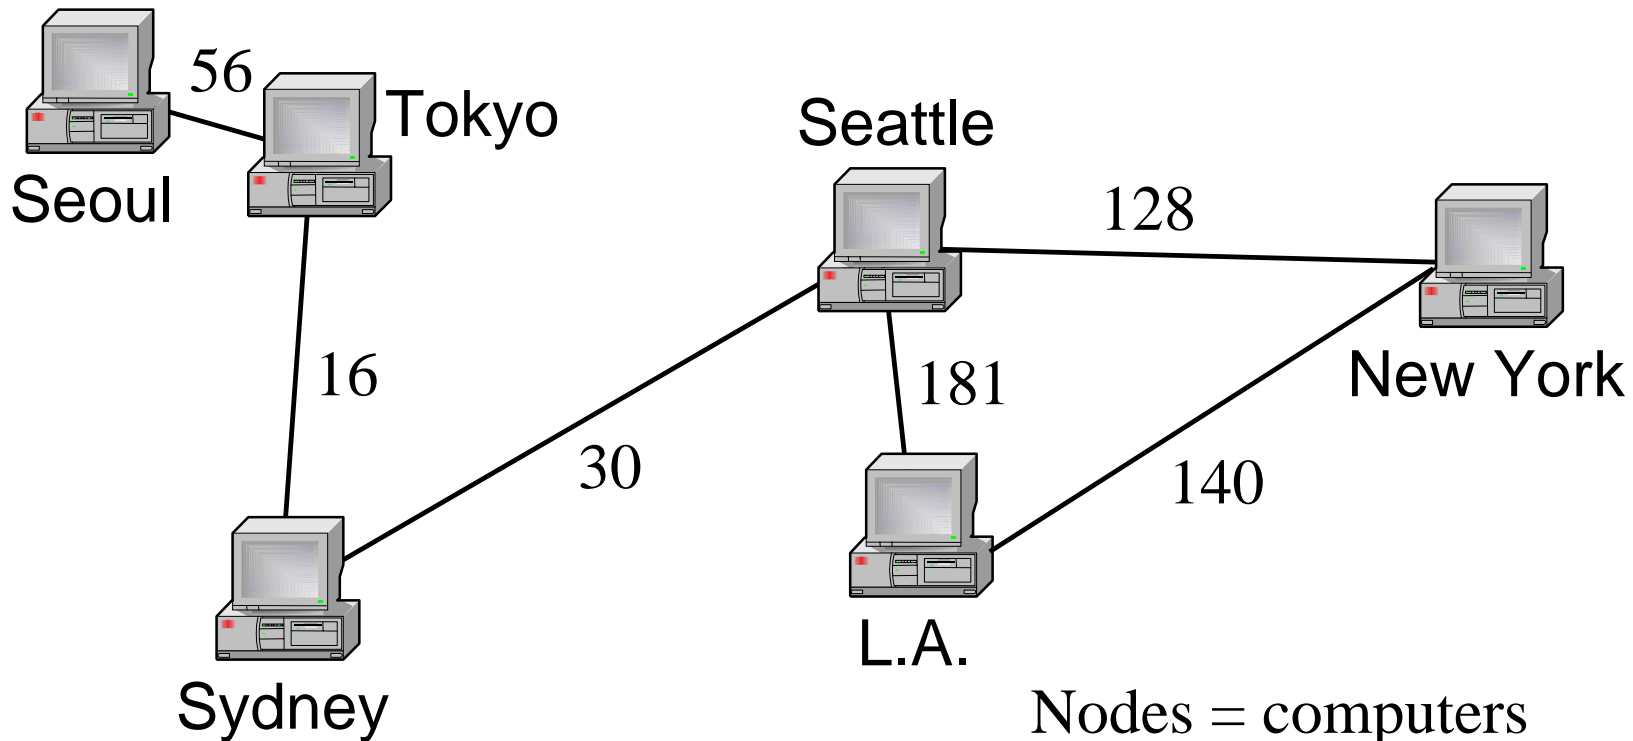 56
Tokyo
Seoul
Seattle
128
New York
16
181
30
140
L.A.
Sydney
Nodes = computers